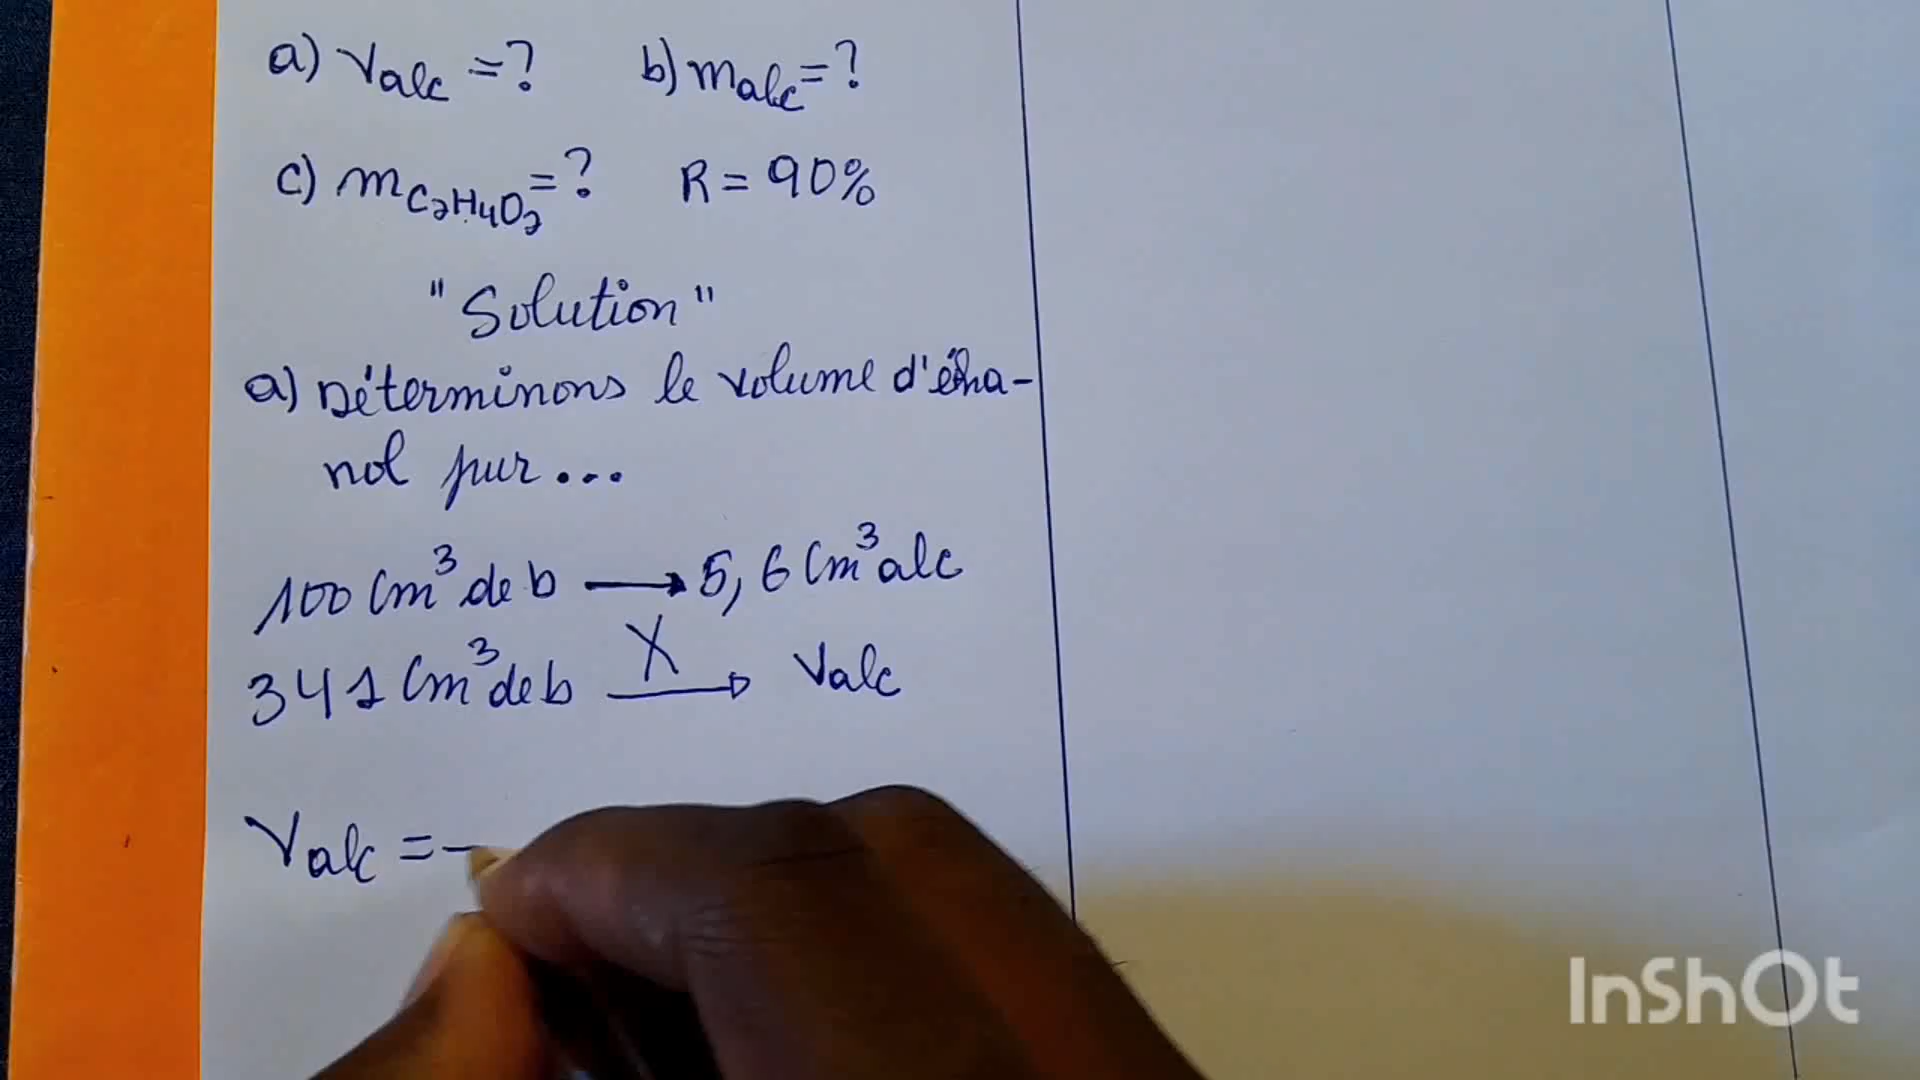 a) Valc = ? b) malc = ?
c) mC2H4O2 = ? R = 90%
"Solution"
a) Déterminons le volume d'étha-
nol pur...
100 Cm³ de b → 5,6 Cm³ alc
X
341 Cm³ de b → Valc
Valc =
InShOt